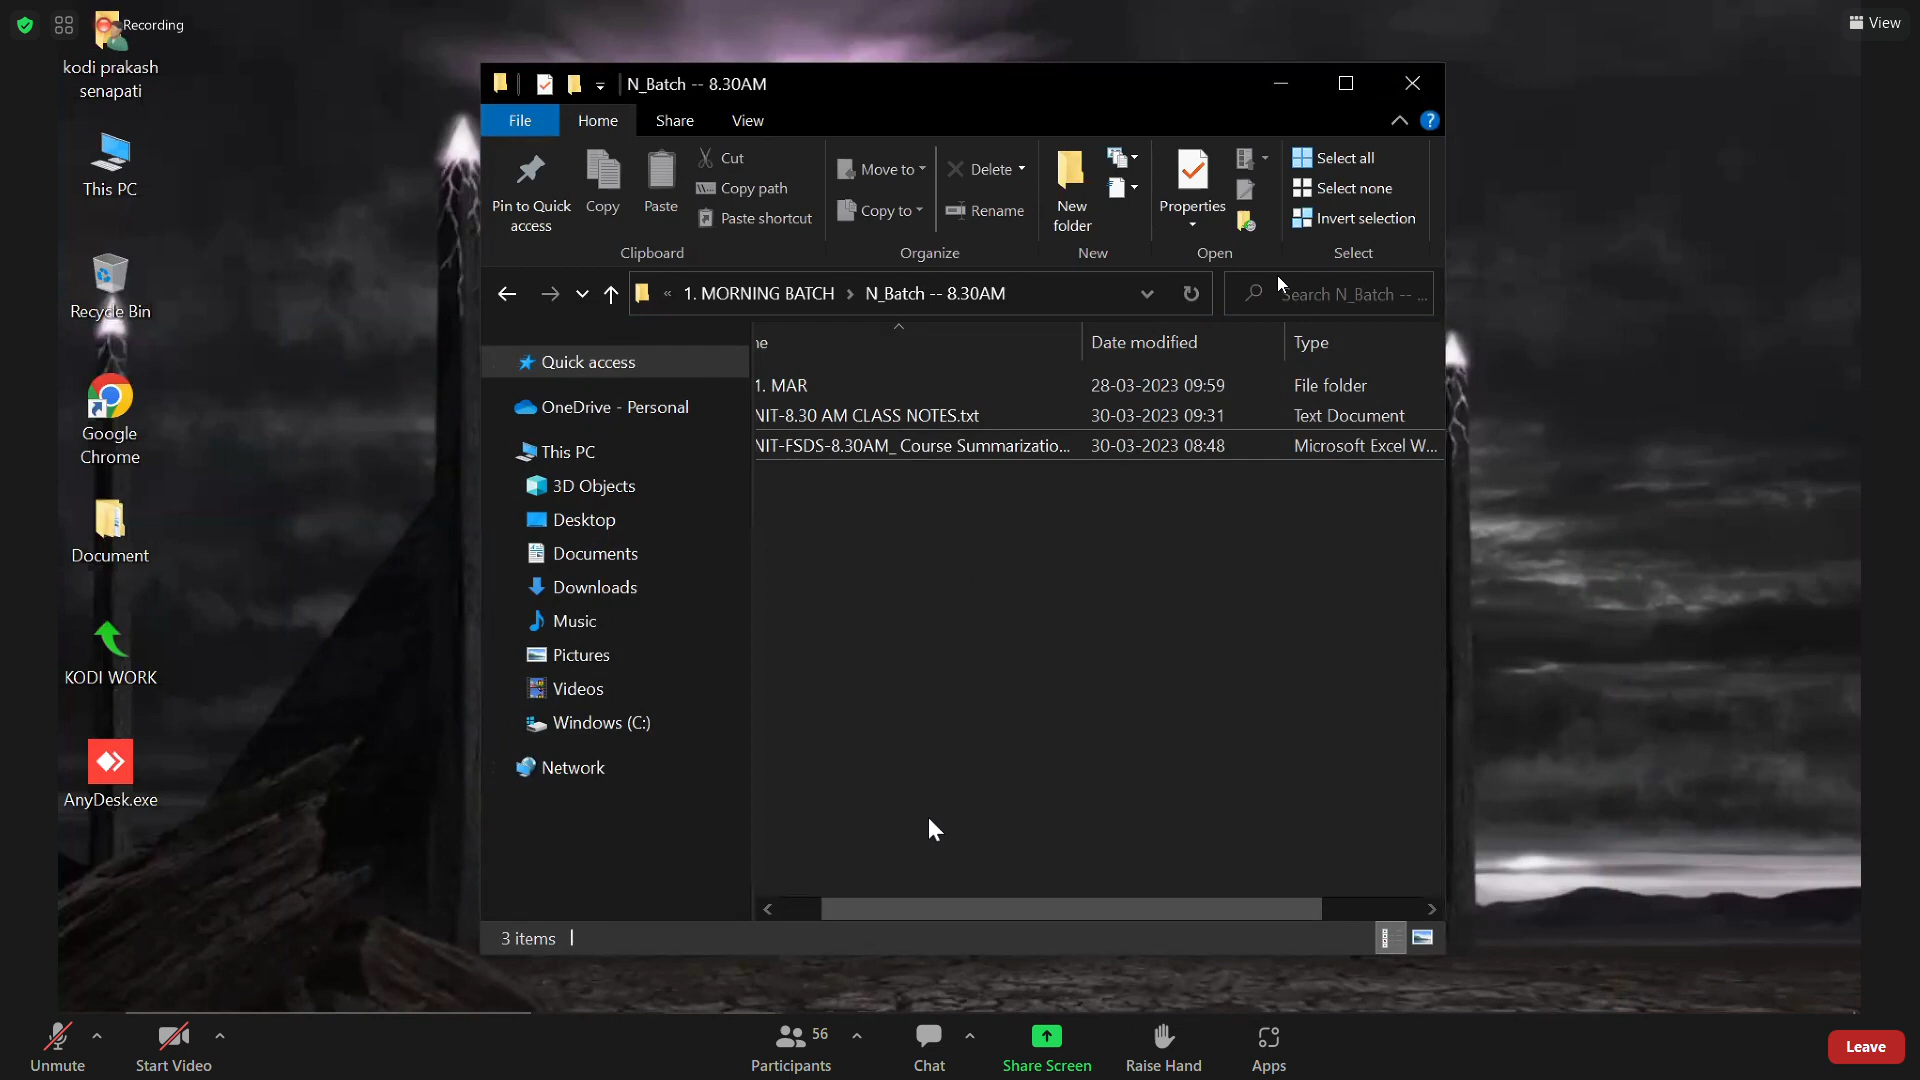 Recording
View
kodi prakash
senapati
This PC
Recycle Bin
Google
Chrome
Document
KODI WORK
AnyDesk.exe
N_Batch -- 8.30AM
File Home Share View
Pin to Quick
access
Copy
Paste
Cut
Copy path
Paste shortcut
Clipboard
Move to
Copy to
Delete
Rename
Organize
New
folder
New
Properties
Open
Select all
Select none
Invert selection
Select
« 1. MORNING BATCH > N_Batch -- 8.30AM
Search N_Batch -- ...
Quick access
OneDrive - Personal
This PC
3D Objects
Desktop
Documents
Downloads
Music
Pictures
Videos
Windows (C:)
Network
Date modified Type
1. MAR 28-03-2023 09:59 File folder
NIT-8.30 AM CLASS NOTES.txt 30-03-2023 09:31 Text Document
NIT-FSDS-8.30AM_ Course Summarizatio... 30-03-2023 08:48 Microsoft Excel W...
3 items
Unmute
Start Video
56
Participants
Chat
Share Screen
Raise Hand
Apps
Leave